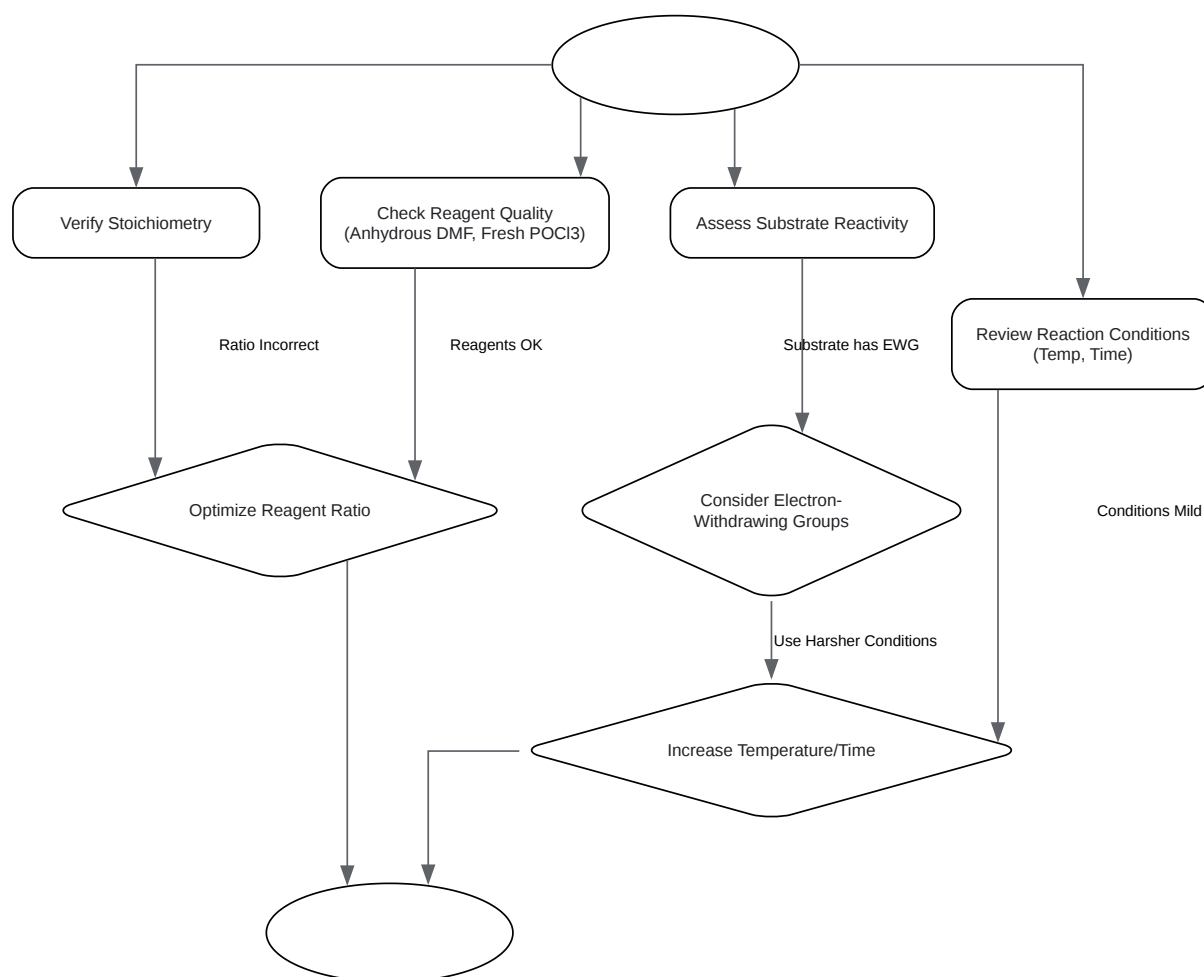 Verify Stoichiometry
Check Reagent Quality
(Anhydrous DMF, Fresh POCl3)
Assess Substrate Reactivity
Ratio Incorrect
Reagents OK
Substrate has EWG
Review Reaction Conditions
(Temp, Time)
Optimize Reagent Ratio
Consider Electron-
Withdrawing Groups
Conditions Mild
Use Harsher Conditions
Increase Temperature/Time